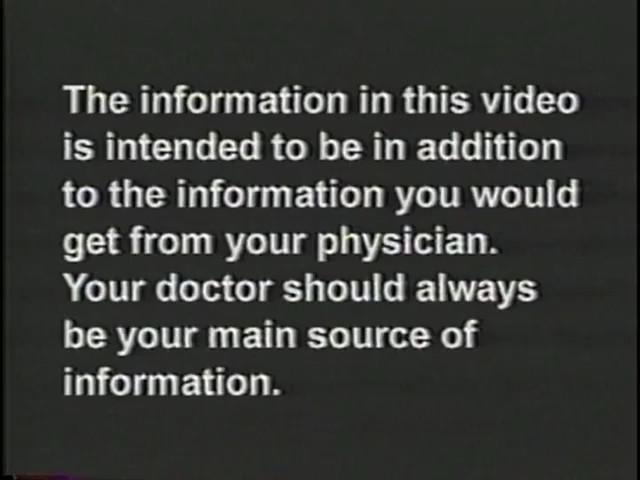 The information in this video
is intended to be in addition
to the information you would
get from your physician.
Your doctor should always
be your main source of
information.